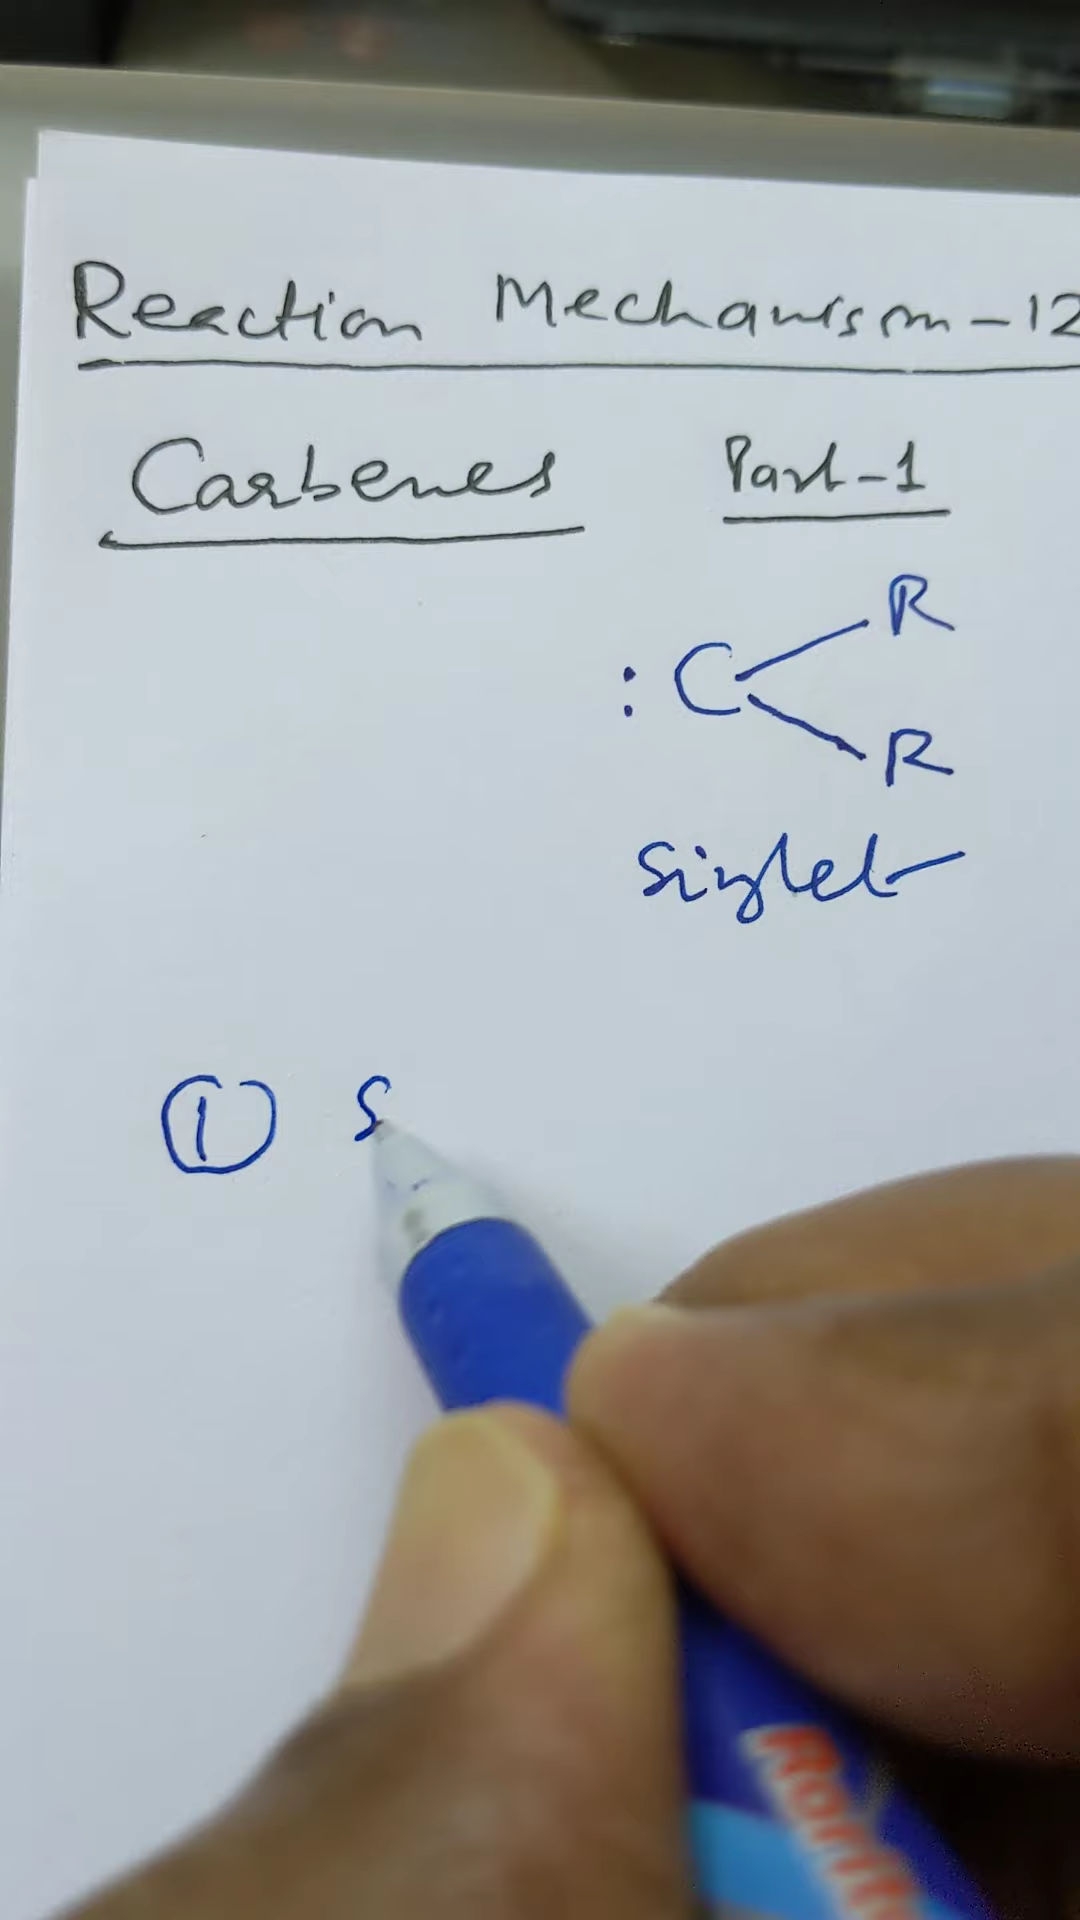 Reaction Mechanism-12
Carbenes Part-1
R
:C
R
Singlet
① S